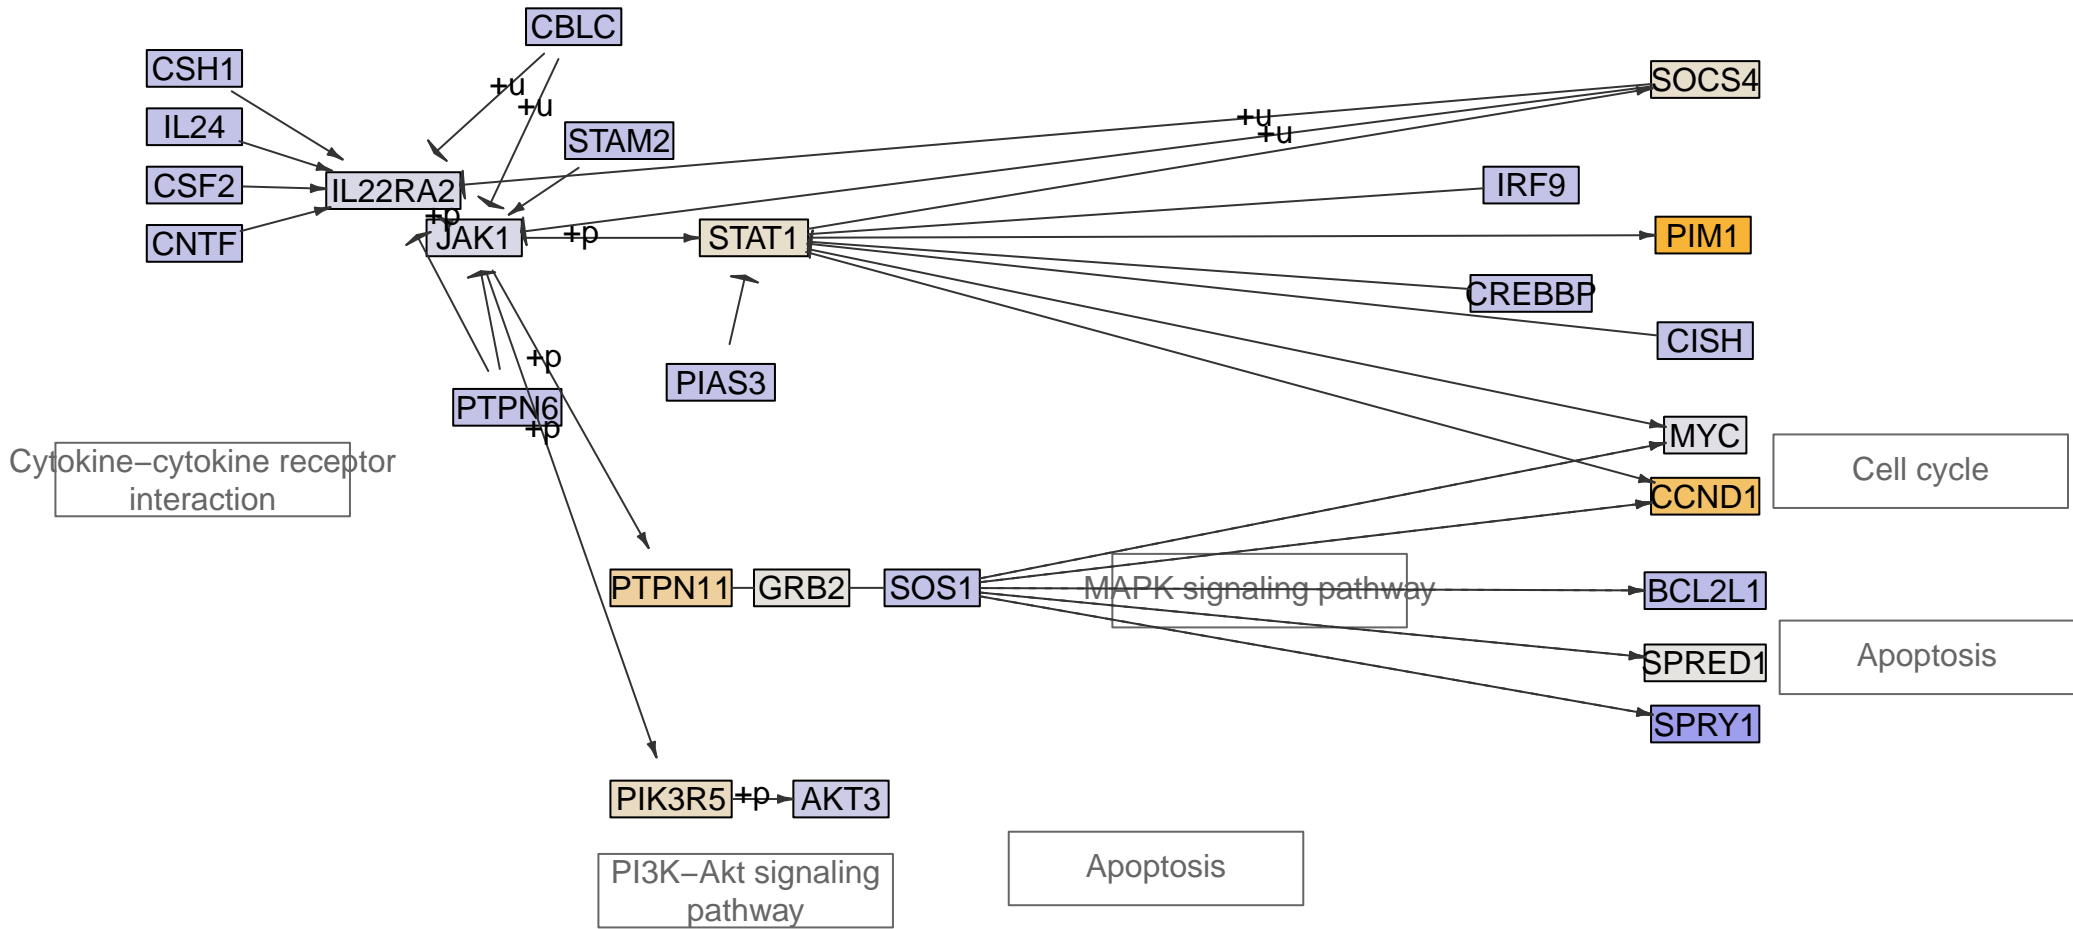 CBLC
CSH1
SOCS4
+u
+u
+u
IL24
+u
STAM2
CSF2
IL22RA2
IRF9
+p
CNTF
JAK1
+p
STAT1
PIM1
CREBBP
CISH
+p
PIAS3
PTPN6
+p
MYC
Cytokine−cytokine receptor
interaction
Cell cycle
CCND1
PTPN11
GRB2
SOS1
MAPK signaling pathway
BCL2L1
SPRED1
Apoptosis
SPRY1
PIK3R5
+p
AKT3
PI3K−Akt signaling
pathway
Apoptosis